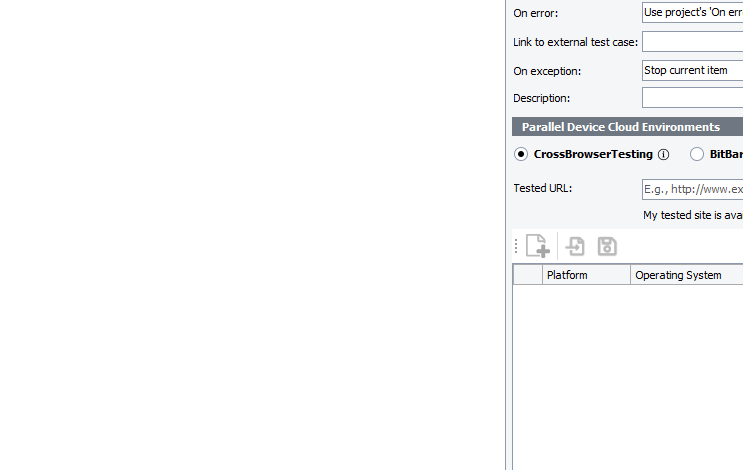 On error: Use project's 'On err
Link to external test case:
On exception: Stop current item
Description:
Parallel Device Cloud Environments
CrossBrowserTesting BitBar
Tested URL: E.g., http://www.ex
My tested site is avai
Platform Operating System